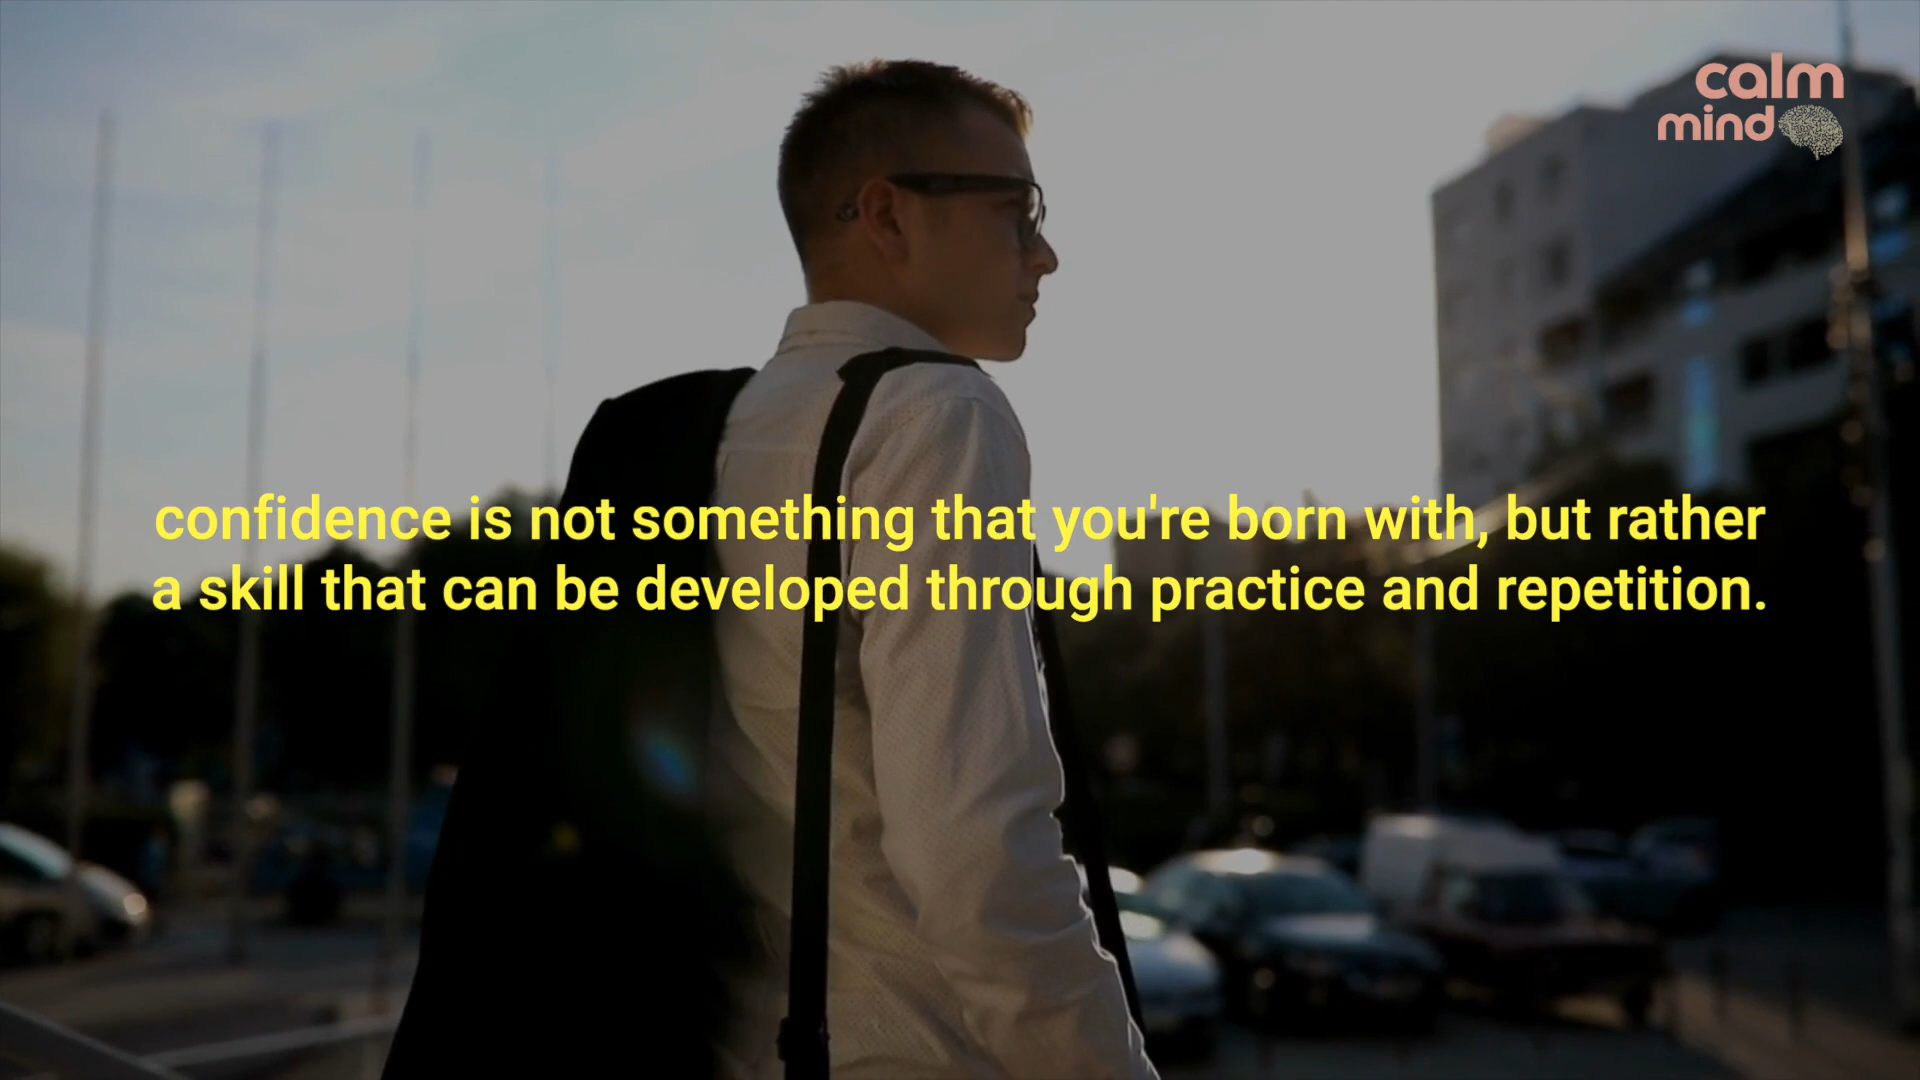 calm
mind
confidence is not something that you're born with, but rather
a skill that can be developed through practice and repetition.